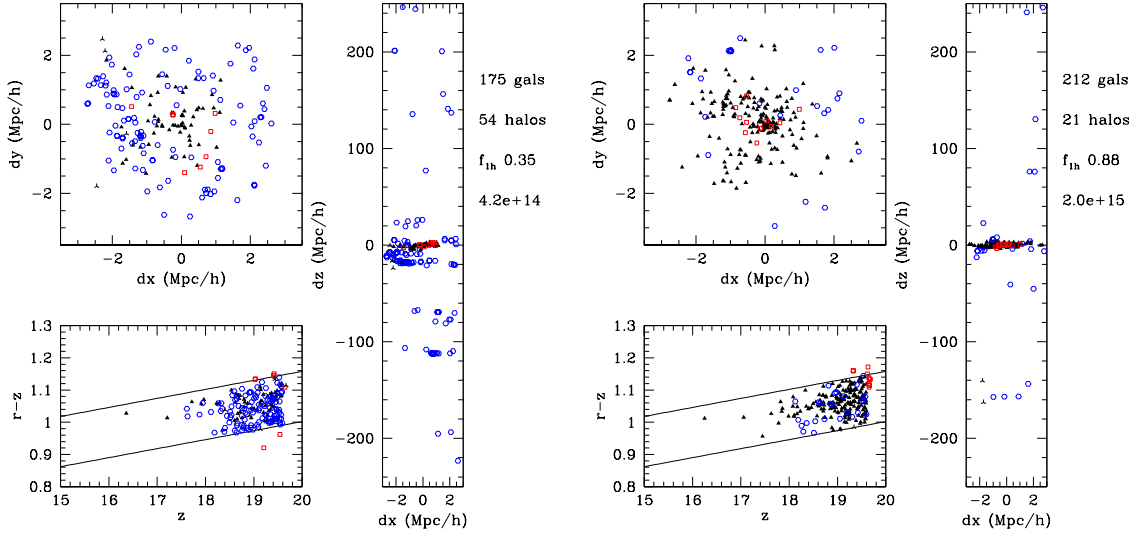 2
0
−2
dy (Mpc/h)
−2
0
2
dx (Mpc/h)
200
100
0
−100
−200
dz (Mpc/h)
−2
0
2
dx (Mpc/h)
175 gals
54 halos
f1h 0.35
4.2e+14
1.3
1.2
1.1
1
0.9
0.8
r−z
15
16
17
18
19
20
z
2
0
−2
dy (Mpc/h)
−2
0
2
dx (Mpc/h)
200
100
0
−100
−200
dz (Mpc/h)
−2
0
2
dx (Mpc/h)
212 gals
21 halos
f1h 0.88
2.0e+15
1.3
1.2
1.1
1
0.9
0.8
r−z
15
16
17
18
19
20
z